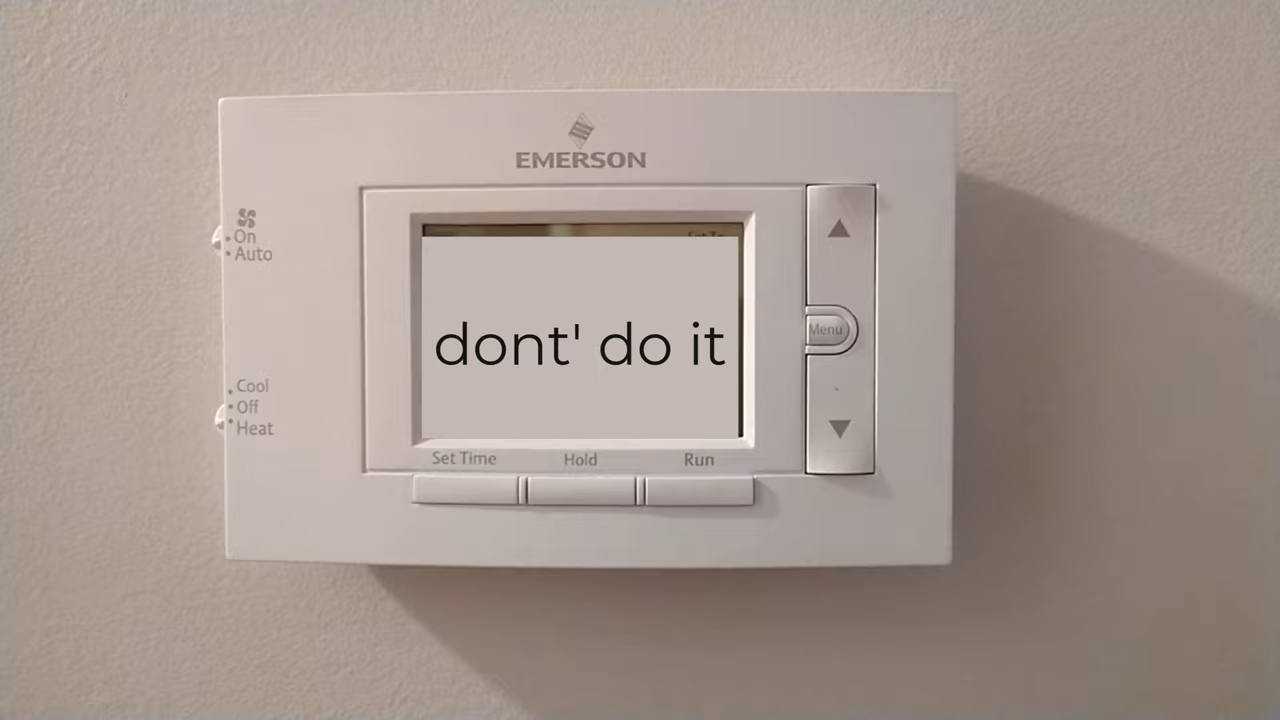 EMERSON
On
Auto
Cool
Off
Heat
dont' do it
Menu
Set Time
Hold
Run